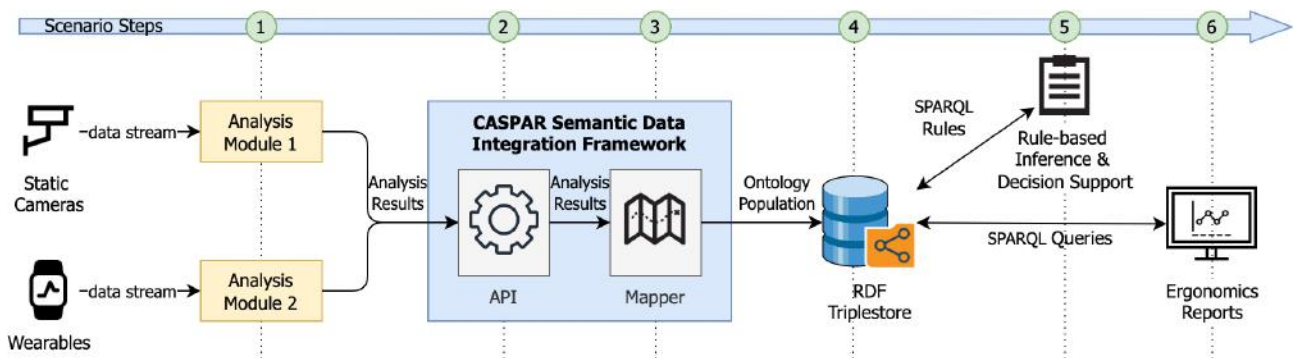 Scenario Steps
1
2
3
4
5
6
Static
Cameras
data stream
Analysis
Module 1
Wearables
data stream
Analysis
Module 2
Analysis
Results
CASPAR Semantic Data
Integration Framework
API
Analysis
Results
Mapper
Ontology
Population
RDF
Triplestore
SPARQL
Rules
Rule-based
Inference &
Decision Support
SPARQL Queries
Ergonomics
Reports